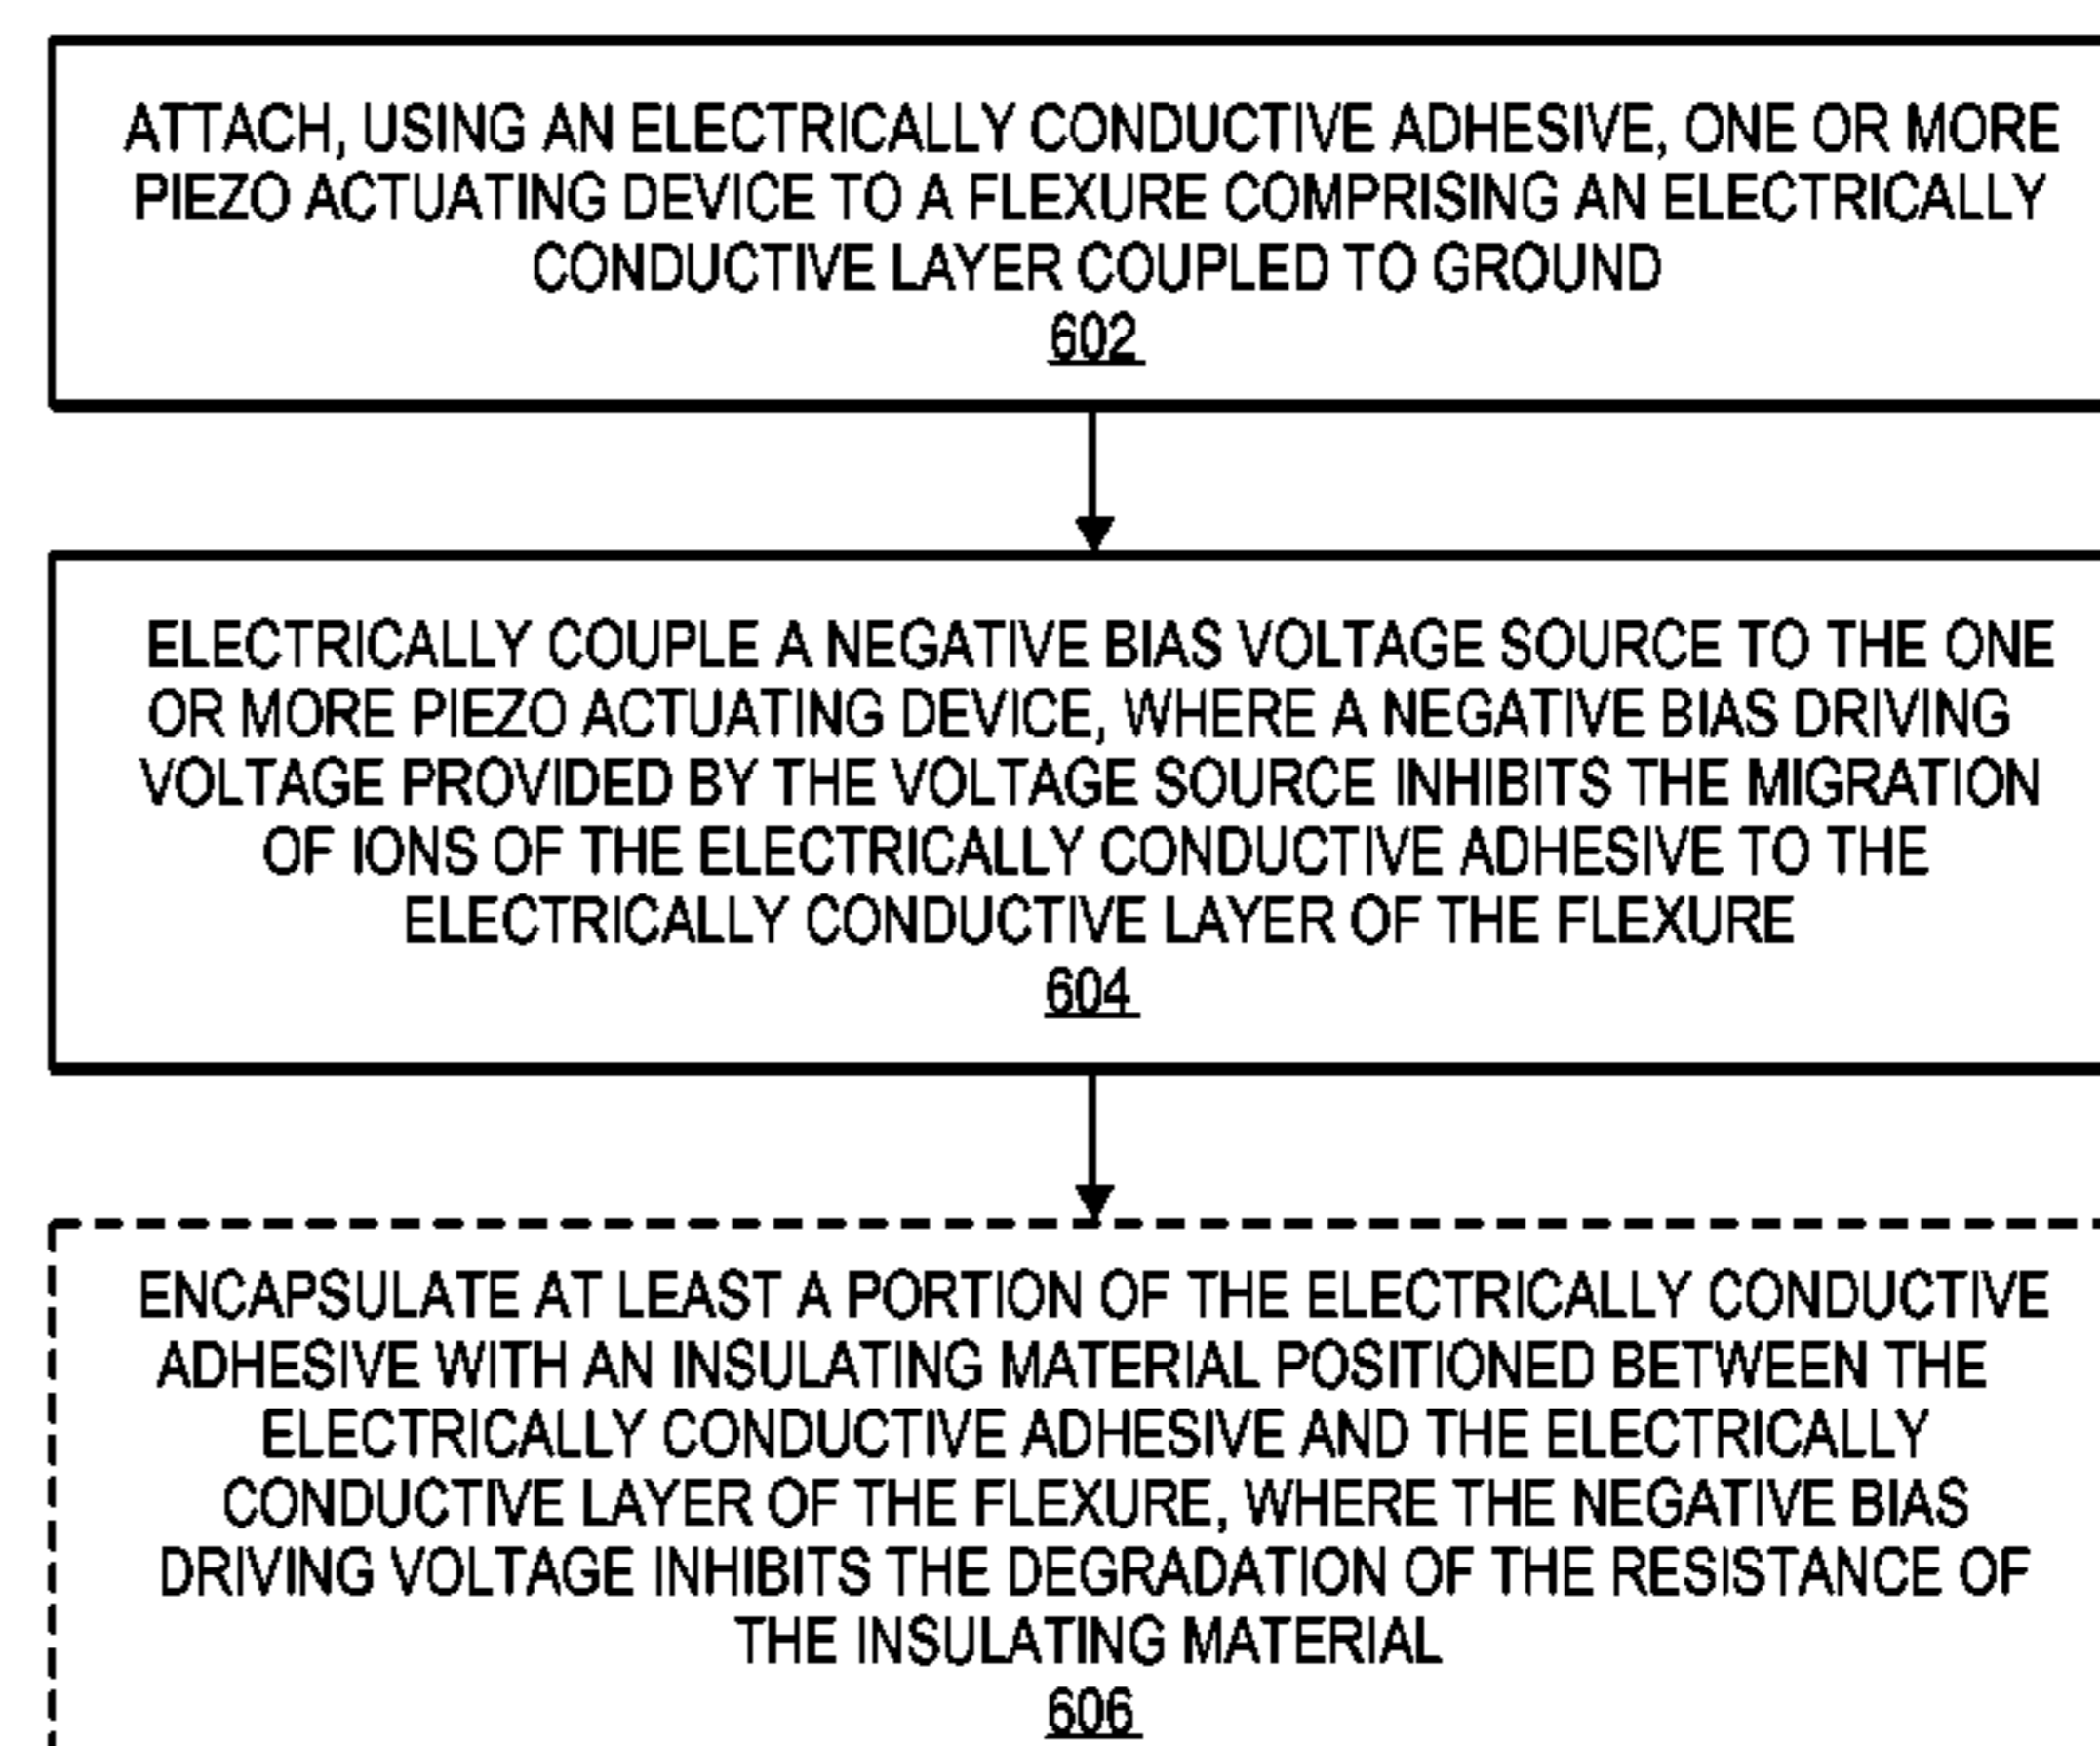 ATTACH, USING AN ELECTRICALLY CONDUCTIVE ADHESIVE, ONE OR MORE
PIEZO ACTUATING DEVICE TO A FLEXURE COMPRISING AN ELECTRICALLY
CONDUCTIVE LAYER COUPLED TO GROUND
602
ELECTRICALLY COUPLE A NEGATIVE BIAS VOLTAGE SOURCE TO THE ONE
OR MORE PIEZO ACTUATING DEVICE, WHERE A NEGATIVE BIAS DRIVING
VOLTAGE PROVIDED BY THE VOLTAGE SOURCE INHIBITS THE MIGRATION
OF IONS OF THE ELECTRICALLY CONDUCTIVE ADHESIVE TO THE
ELECTRICALLY CONDUCTIVE LAYER OF THE FLEXURE
604
ENCAPSULATE AT LEAST A PORTION OF THE ELECTRICALLY CONDUCTIVE
ADHESIVE WITH AN INSULATING MATERIAL POSITIONED BETWEEN THE
ELECTRICALLY CONDUCTIVE ADHESIVE AND THE ELECTRICALLY
CONDUCTIVE LAYER OF THE FLEXURE, WHERE THE NEGATIVE BIAS
DRIVING VOLTAGE INHIBITS THE DEGRADATION OF THE RESISTANCE OF
THE INSULATING MATERIAL
606